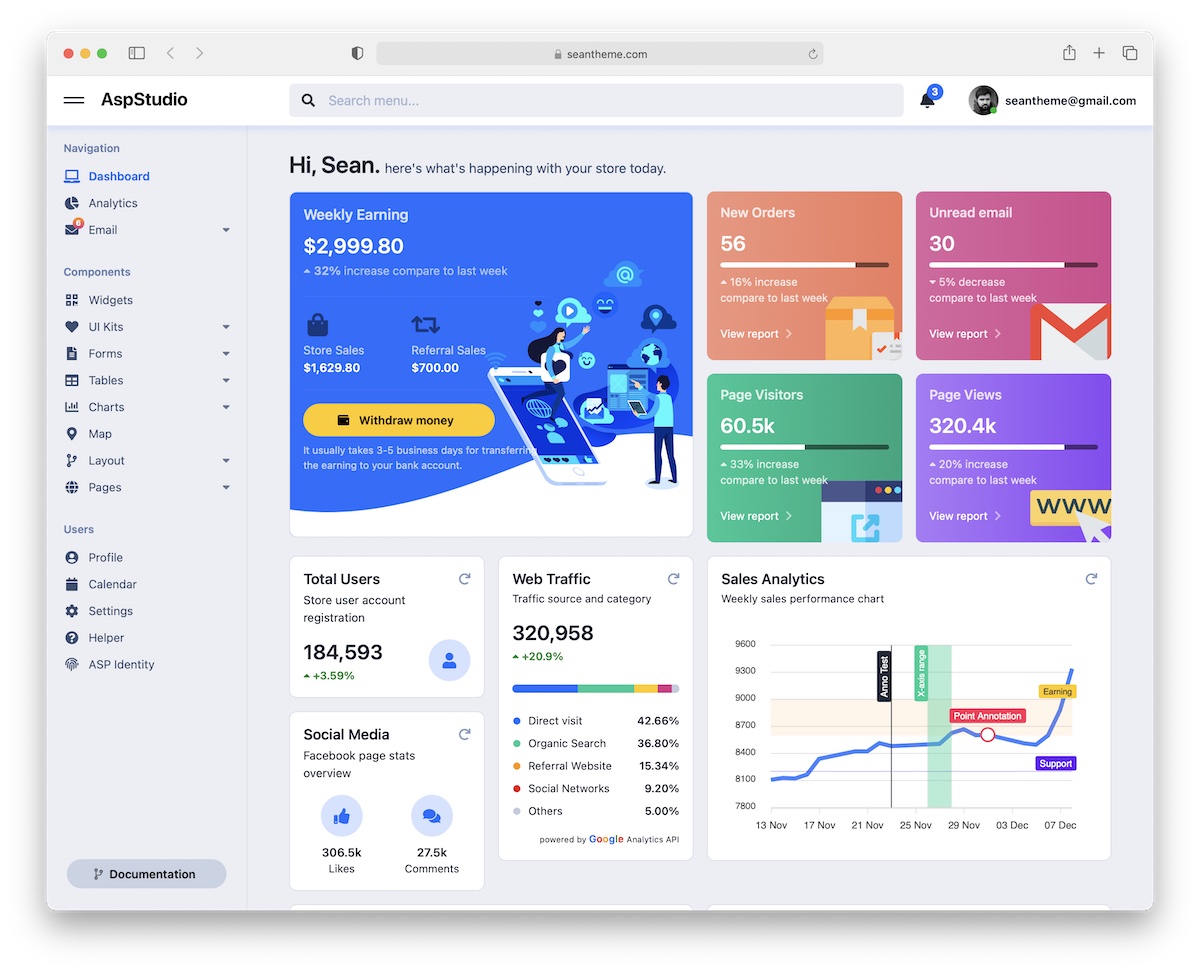 seantheme.com
AspStudio
Search menu...
3
seantheme@gmail.com
Navigation
Dashboard
Analytics
6
Email
Components
Widgets
UI Kits
Forms
Tables
Charts
Map
Layout
Pages
Users
Profile
Calendar
Settings
Helper
ASP Identity
Documentation
Hi, Sean. here's what's happening with your store today.
Weekly Earning
$2,999.80
32% increase compare to last week
Store Sales
$1,629.80
Referral Sales
$700.00
Withdraw money
It usually takes 3-5 business days for transferring
the earning to your bank account.
New Orders
56
16% increase
compare to last week
View report
Unread email
30
5% decrease
compare to last week
View report
Page Visitors
60.5k
33% increase
compare to last week
View report
Page Views
320.4k
20% increase
compare to last week
View report
WWW
Total Users
Store user account
registration
184,593
+3.59%
Social Media
Facebook page stats
overview
306.5k
Likes
27.5k
Comments
Web Traffic
Traffic source and category
320,958
+20.9%
Direct visit 42.66%
Organic Search 36.80%
Referral Website 15.34%
Social Networks 9.20%
Others 5.00%
powered by Google Analytics API
Sales Analytics
Weekly sales performance chart
9600
9300
9000
8700
8400
8100
7800
Anno Test
X-axis range
Earning
Point Annotation
Support
13 Nov 17 Nov 21 Nov 25 Nov 29 Nov 03 Dec 07 Dec